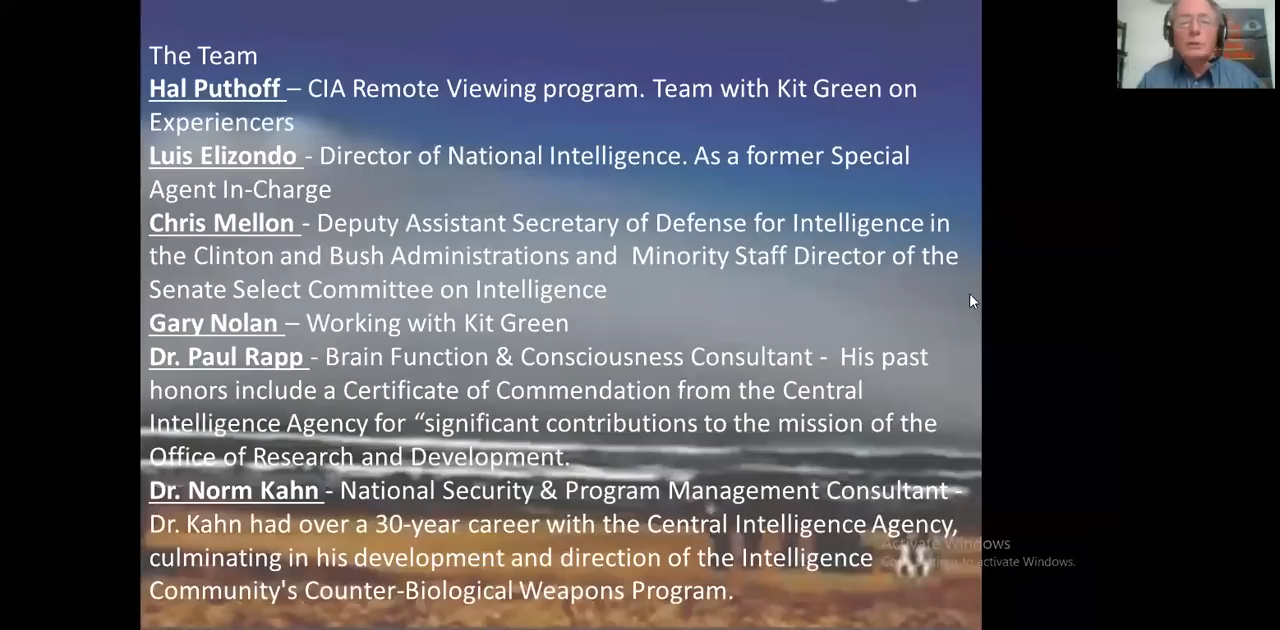 The Team
Hal Puthoff – CIA Remote Viewing program. Team with Kit Green on
Experiencers
Luis Elizondo - Director of National Intelligence. As a former Special
Agent In-Charge
Chris Mellon - Deputy Assistant Secretary of Defense for Intelligence in
the Clinton and Bush Administrations and  Minority Staff Director of the
Senate Select Committee on Intelligence
Gary Nolan – Working with Kit Green
Dr. Paul Rapp - Brain Function & Consciousness Consultant -  His past
honors include a Certificate of Commendation from the Central
Intelligence Agency for “significant contributions to the mission of the
Office of Research and Development.
Dr. Norm Kahn - National Security & Program Management Consultant -
Dr. Kahn had over a 30-year career with the Central Intelligence Agency,
culminating in his development and direction of the Intelligence
Community's Counter-Biological Weapons Program.
Activate Windows
to activate Windows.